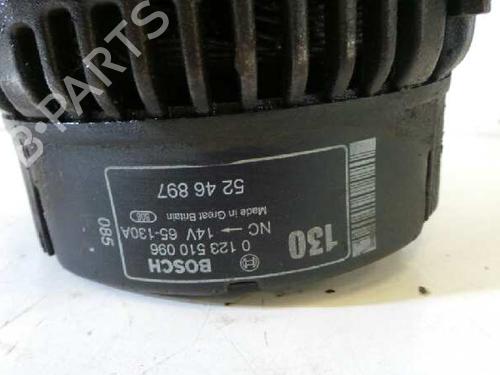 B-PARTS
130
BOSCH
0 123 510 096
NC → 14V 65-130A
Made in Great Britain
52 46 897
085